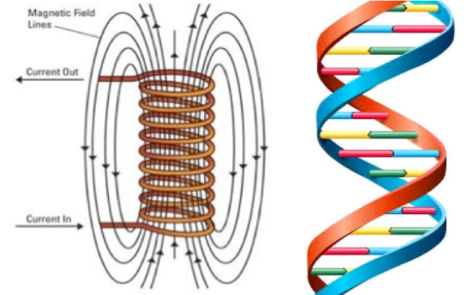 Magnetic Field
Lines
Current Out
Current In